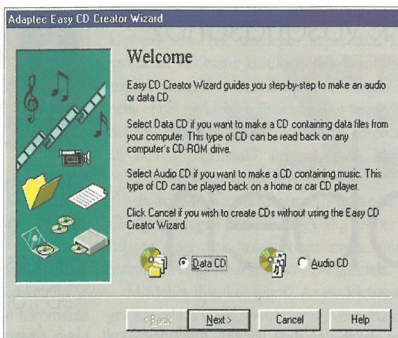 Adaptec Easy CD Creator Wizard
Welcome
Easy CD Creator Wizard guides you step-by-step to make an audio
or data CD.
Select Data CD if you want to make a CD containing data files from
your computer. This type of CD can be read back on any
computer's CD-ROM drive.
Select Audio CD if you want to make a CD containing music. This
type of CD can be played back on a home or car CD player.
Click Cancel if you wish to create CDs without using the Easy CD
Creator Wizard.
Data CD Audio CD
< Back Next > Cancel Help